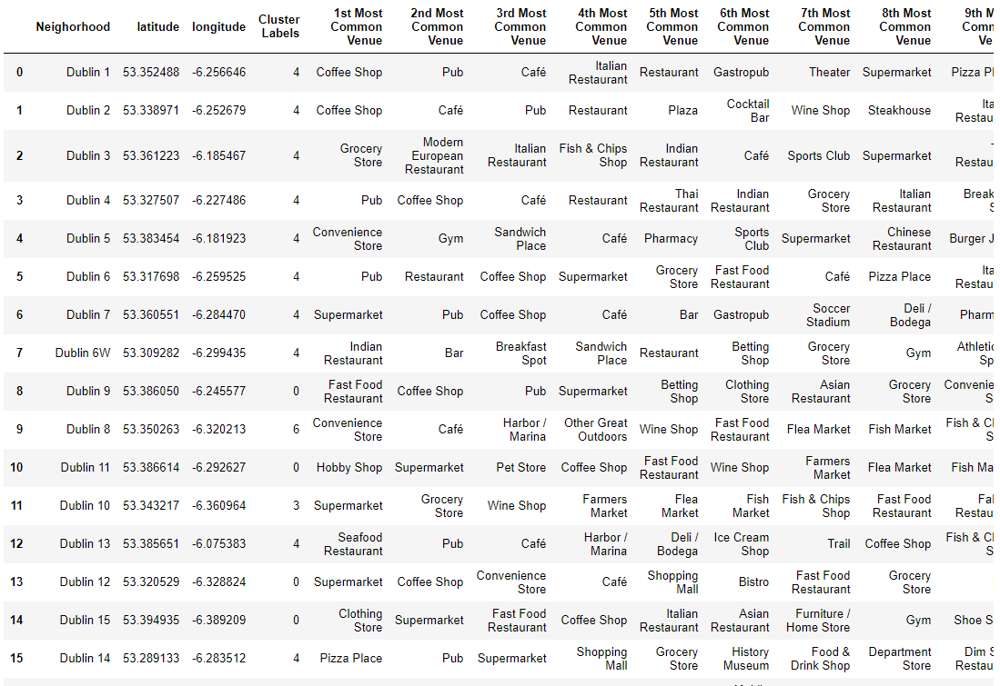 Neighorhood latitude longitude Cluster Labels 1st Most Common Venue 2nd Most Common Venue 3rd Most Common Venue 4th Most Common Venue 5th Most Common Venue 6th Most Common Venue 7th Most Common Venue 8th Most Common Venue 9th
0 Dublin 1 53.352488 -6.256646 4 Coffee Shop Pub Café Italian Restaurant Restaurant Gastropub Theater Supermarket Pizza
1 Dublin 2 53.338971 -6.252679 4 Coffee Shop Café Pub Restaurant Plaza Cocktail Bar Wine Shop Steakhouse
2 Dublin 3 53.361223 -6.185467 4 Grocery Store Modern European Restaurant Italian Restaurant Fish & Chips Shop Indian Restaurant Café Sports Club Supermarket
3 Dublin 4 53.327507 -6.227486 4 Pub Coffee Shop Café Restaurant Thai Restaurant Indian Restaurant Grocery Store Italian Restaurant
4 Dublin 5 53.383454 -6.181923 4 Convenience Store Gym Sandwich Place Café Pharmacy Sports Club Supermarket Chinese Restaurant Burger
5 Dublin 6 53.317698 -6.259525 4 Pub Restaurant Coffee Shop Supermarket Grocery Store Fast Food Restaurant Café Pizza Place
6 Dublin 7 53.360551 -6.284470 4 Supermarket Pub Coffee Shop Café Bar Gastropub Soccer Stadium Deli / Bodega
7 Dublin 6W 53.309282 -6.299435 4 Indian Restaurant Bar Breakfast Spot Sandwich Place Restaurant Betting Shop Grocery Store Gym
8 Dublin 9 53.386050 -6.245577 0 Fast Food Restaurant Coffee Shop Pub Supermarket Betting Shop Clothing Store Asian Restaurant Grocery Store
9 Dublin 8 53.350263 -6.320213 6 Convenience Store Café Harbor / Marina Other Great Outdoors Wine Shop Fast Food Restaurant Flea Market Fish Market Fish &
10 Dublin 11 53.386614 -6.292627 0 Hobby Shop Supermarket Pet Store Coffee Shop Fast Food Restaurant Wine Shop Farmers Market Flea Market Fish
11 Dublin 10 53.343217 -6.360964 3 Supermarket Grocery Store Wine Shop Farmers Market Flea Market Fish Market Fish & Chips Shop Fast Food Restaurant
12 Dublin 13 53.385651 -6.075383 4 Seafood Restaurant Pub Café Harbor / Marina Deli / Bodega Ice Cream Shop Trail Coffee Shop Fish &
13 Dublin 12 53.320529 -6.328824 0 Supermarket Coffee Shop Convenience Store Café Shopping Mall Bistro Fast Food Restaurant Grocery Store
14 Dublin 15 53.394935 -6.389209 0 Clothing Store Supermarket Fast Food Restaurant Coffee Shop Italian Restaurant Asian Restaurant Furniture / Home Store Gym Shoe
15 Dublin 14 53.289133 -6.283512 4 Pizza Place Pub Supermarket Shopping Mall Grocery Store History Museum Food & Drink Shop Department Store Dim